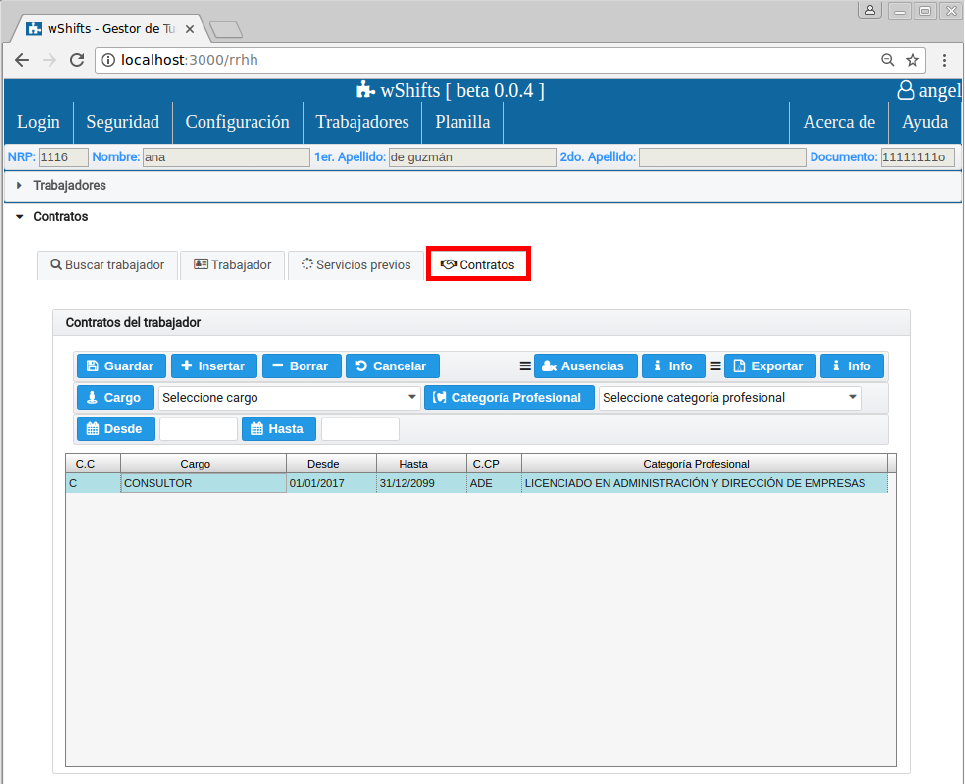 wShifts - Gestor de Tu
localhost:3000/rrhh
wShifts [ beta 0.0.4 ] angel
Login Seguridad Configuración Trabajadores Planilla Acerca de Ayuda
NRP: 1116 Nombre: ana 1er. Apellido: de guzmán 2do. Apellido: Documento: 11111111o
Trabajadores
Contratos
Buscar trabajador Trabajador Servicios previos Contratos
Contratos del trabajador
Guardar Insertar Borrar Cancelar Ausencias Info Exportar Info
Cargo Seleccione cargo Categoría Profesional Seleccione categoria profesional
Desde Hasta
C.C Cargo Desde Hasta C.CP Categoría Profesional
C CONSULTOR 01/01/2017 31/12/2099 ADE LICENCIADO EN ADMINISTRACIÓN Y DIRECCIÓN DE EMPRESAS